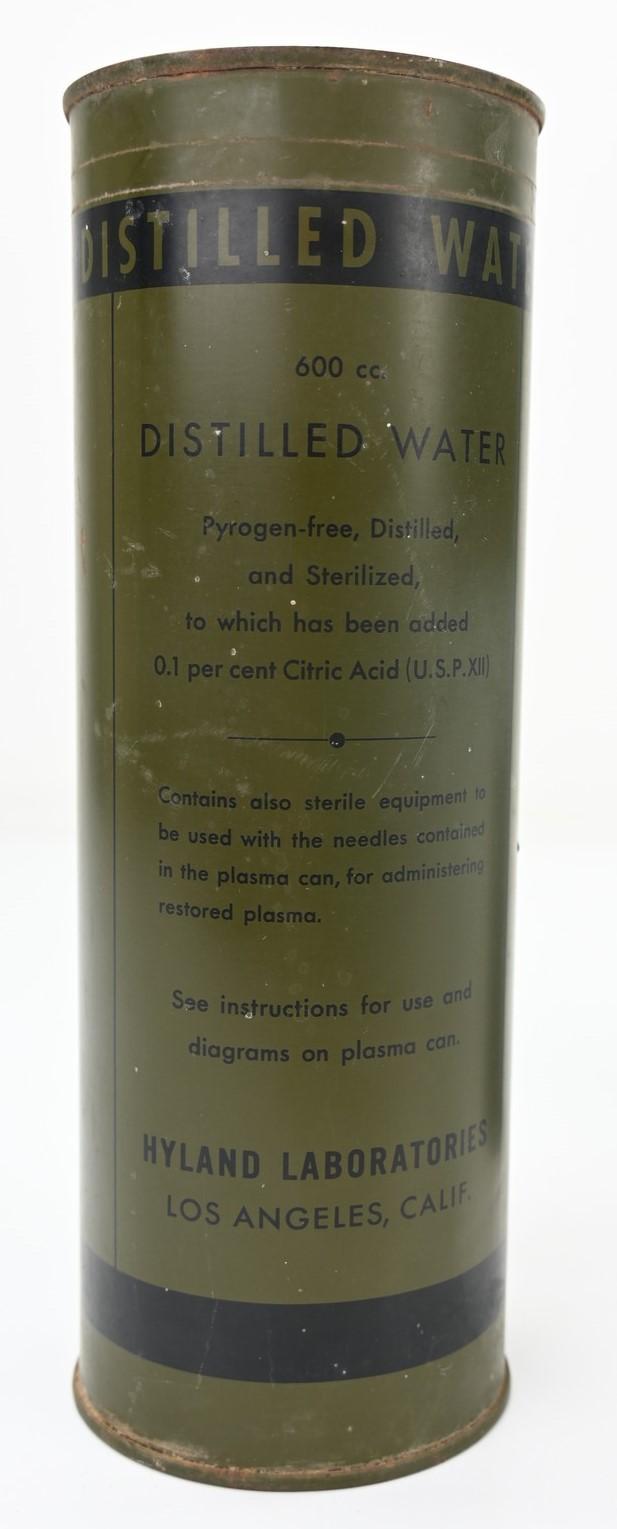 DISTILLED WAT
600 cc.
DISTILLED WATER
Pyrogen-free, Distilled,
and Sterilized,
to which has been added
0.1 per cent Citric Acid (U.S.P.XII)
Contains also sterile equipment to
be used with the needles contained
in the plasma can, for administering
restored plasma.
See instructions for use and
diagrams on plasma can.
HYLAND LABORATORIES
LOS ANGELES, CALIF.